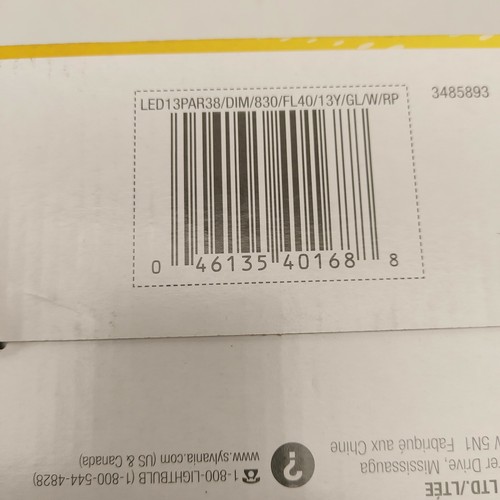 LED13PAR38/DIM/830/FL40/13Y/GL/W/RP
3485893
0 46135 40168 8
?
☎ 1-800-LIGHTBULB (1-800-544-4828)
www.sylvania.com (US & Canada)
LTD./LTÉE
Drive, Mississauga
5N1 Fabriqué aux Chine